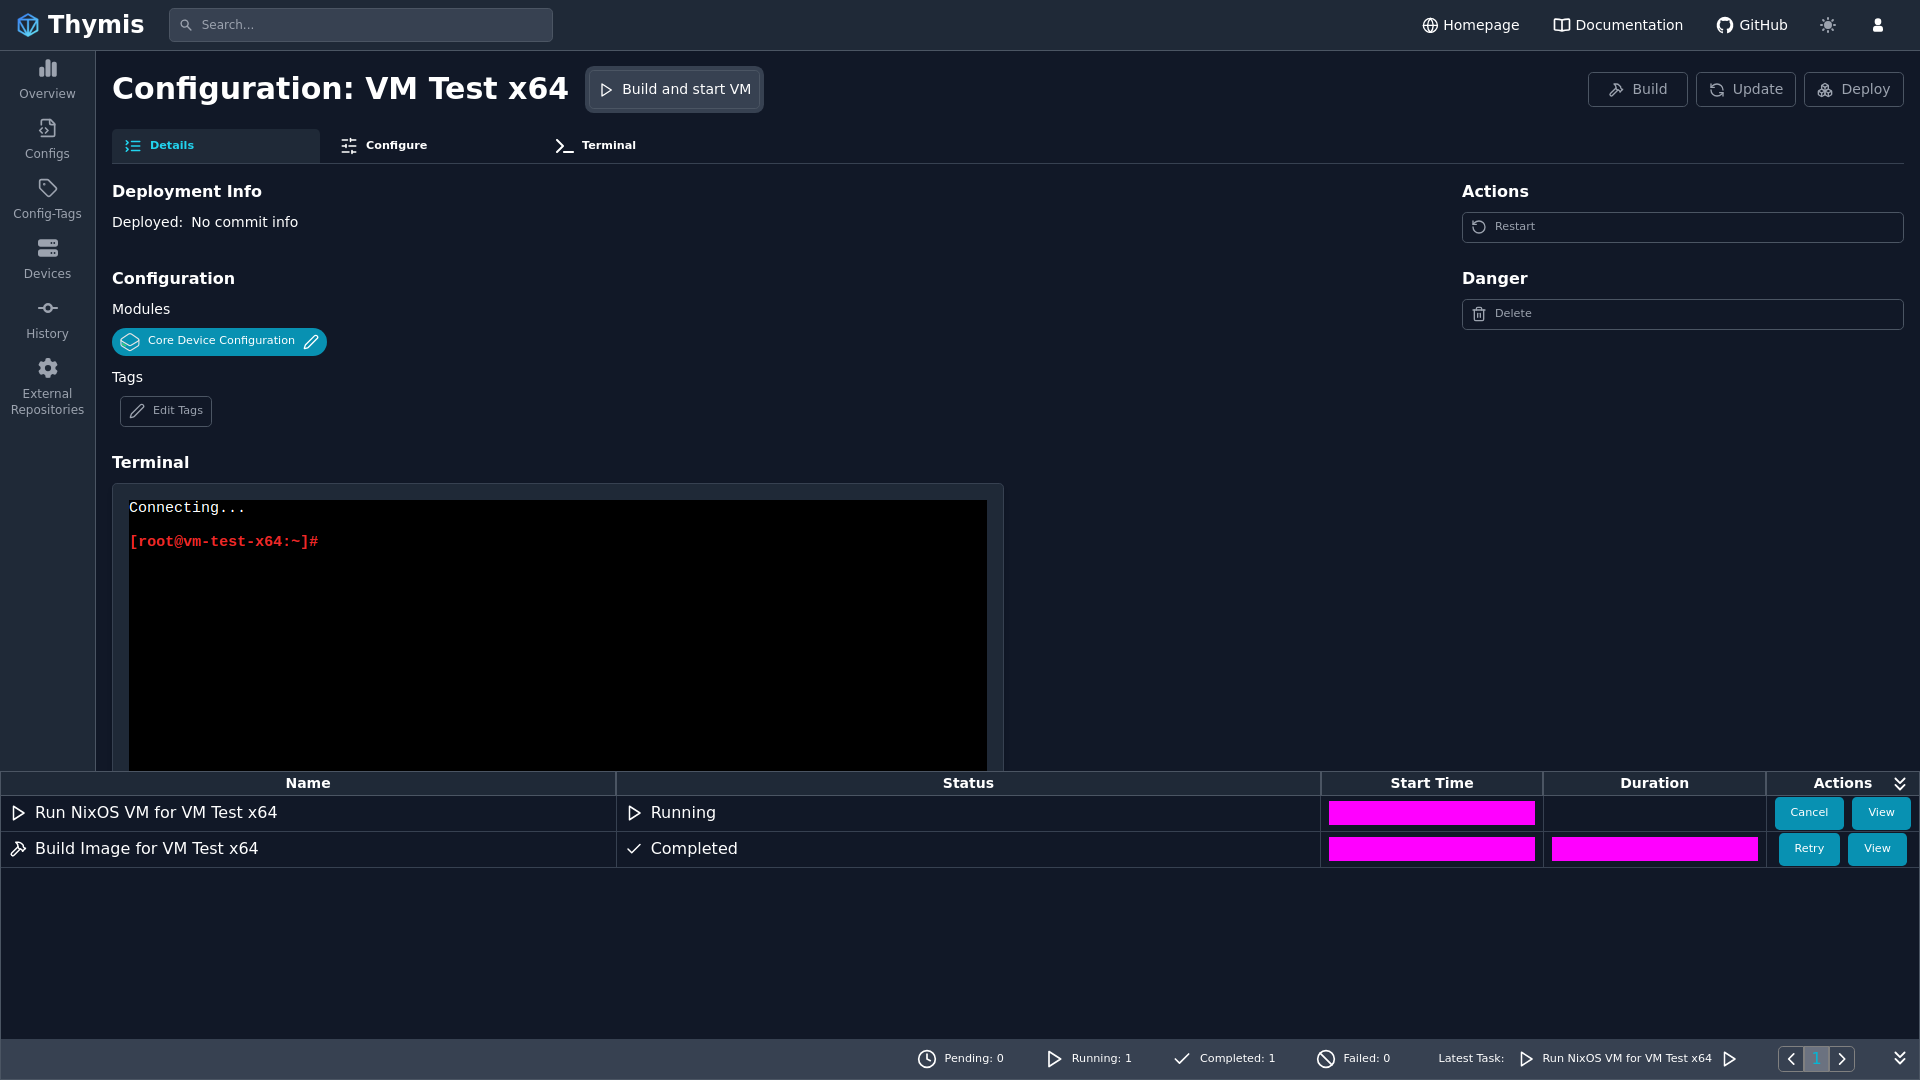 Thymis
Search...
Homepage
Documentation
GitHub
Overview
Configs
Config-Tags
Devices
History
External
Repositories
Configuration: VM Test x64
Build and start VM
Build
Update
Deploy
Details
Configure
Terminal
Deployment Info
Deployed: No commit info
Actions
Restart
Configuration
Danger
Modules
Delete
Core Device Configuration
Tags
Edit Tags
Terminal
Connecting...
[root@vm-test-x64:~]#
Name Status Start Time Duration Actions
Run NixOS VM for VM Test x64 Running Cancel View
Build Image for VM Test x64 Completed Retry View
Pending: 0 Running: 1 Completed: 1 Failed: 0 Latest Task: Run NixOS VM for VM Test x64 1